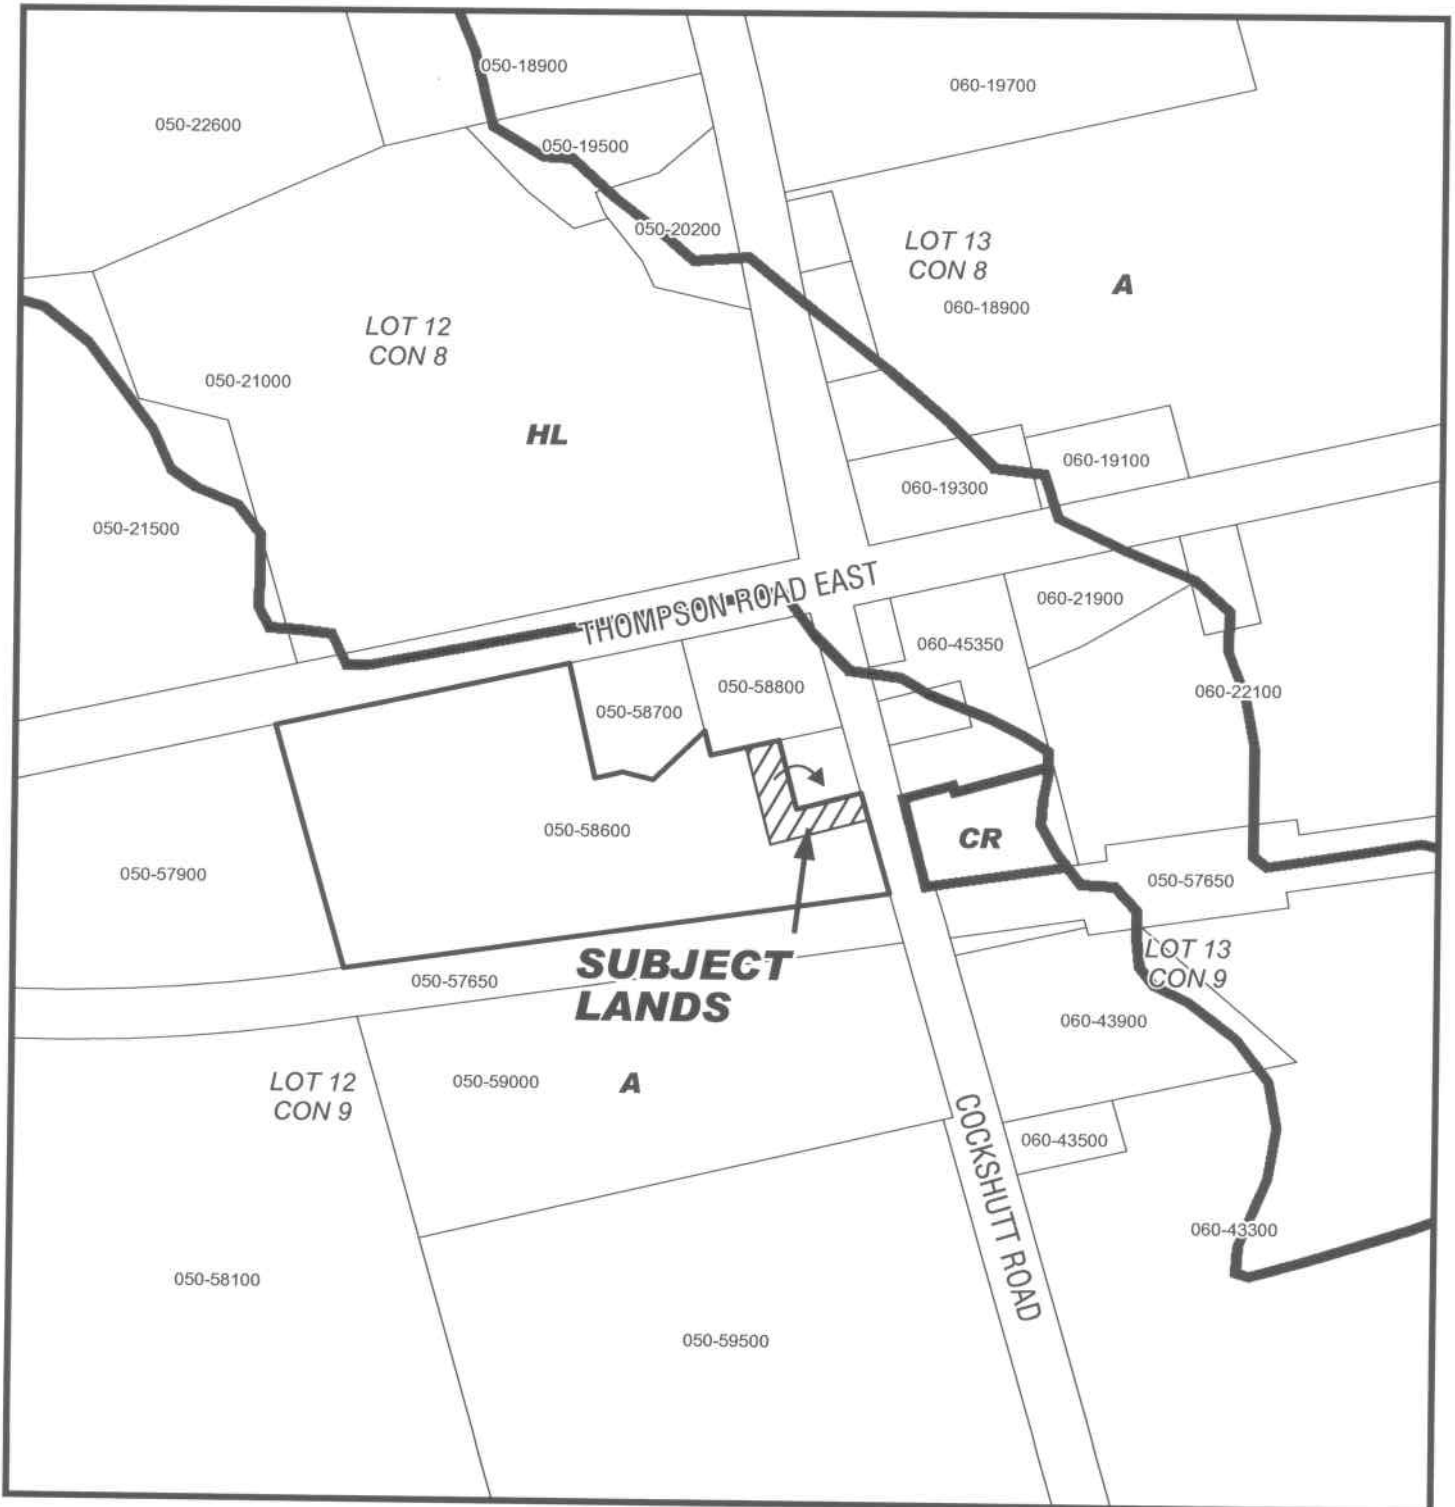 050-18900
060-19700
050-22600
050-19500
050-20200
LOT 13
CON 8
A
060-18900
LOT 12
CON 8
050-21000
HL
060-19100
060-19300
050-21500
THOMPSON ROAD EAST
060-21900
060-45350
050-58800
060-22100
050-58700
050-58600
CR
050-57900
050-57650
SUBJECT
LANDS
LOT 13
CON 9
050-57650
060-43900
LOT 12
CON 9
050-59000
A
COCKSHUTT ROAD
060-43500
060-43300
050-58100
050-59500